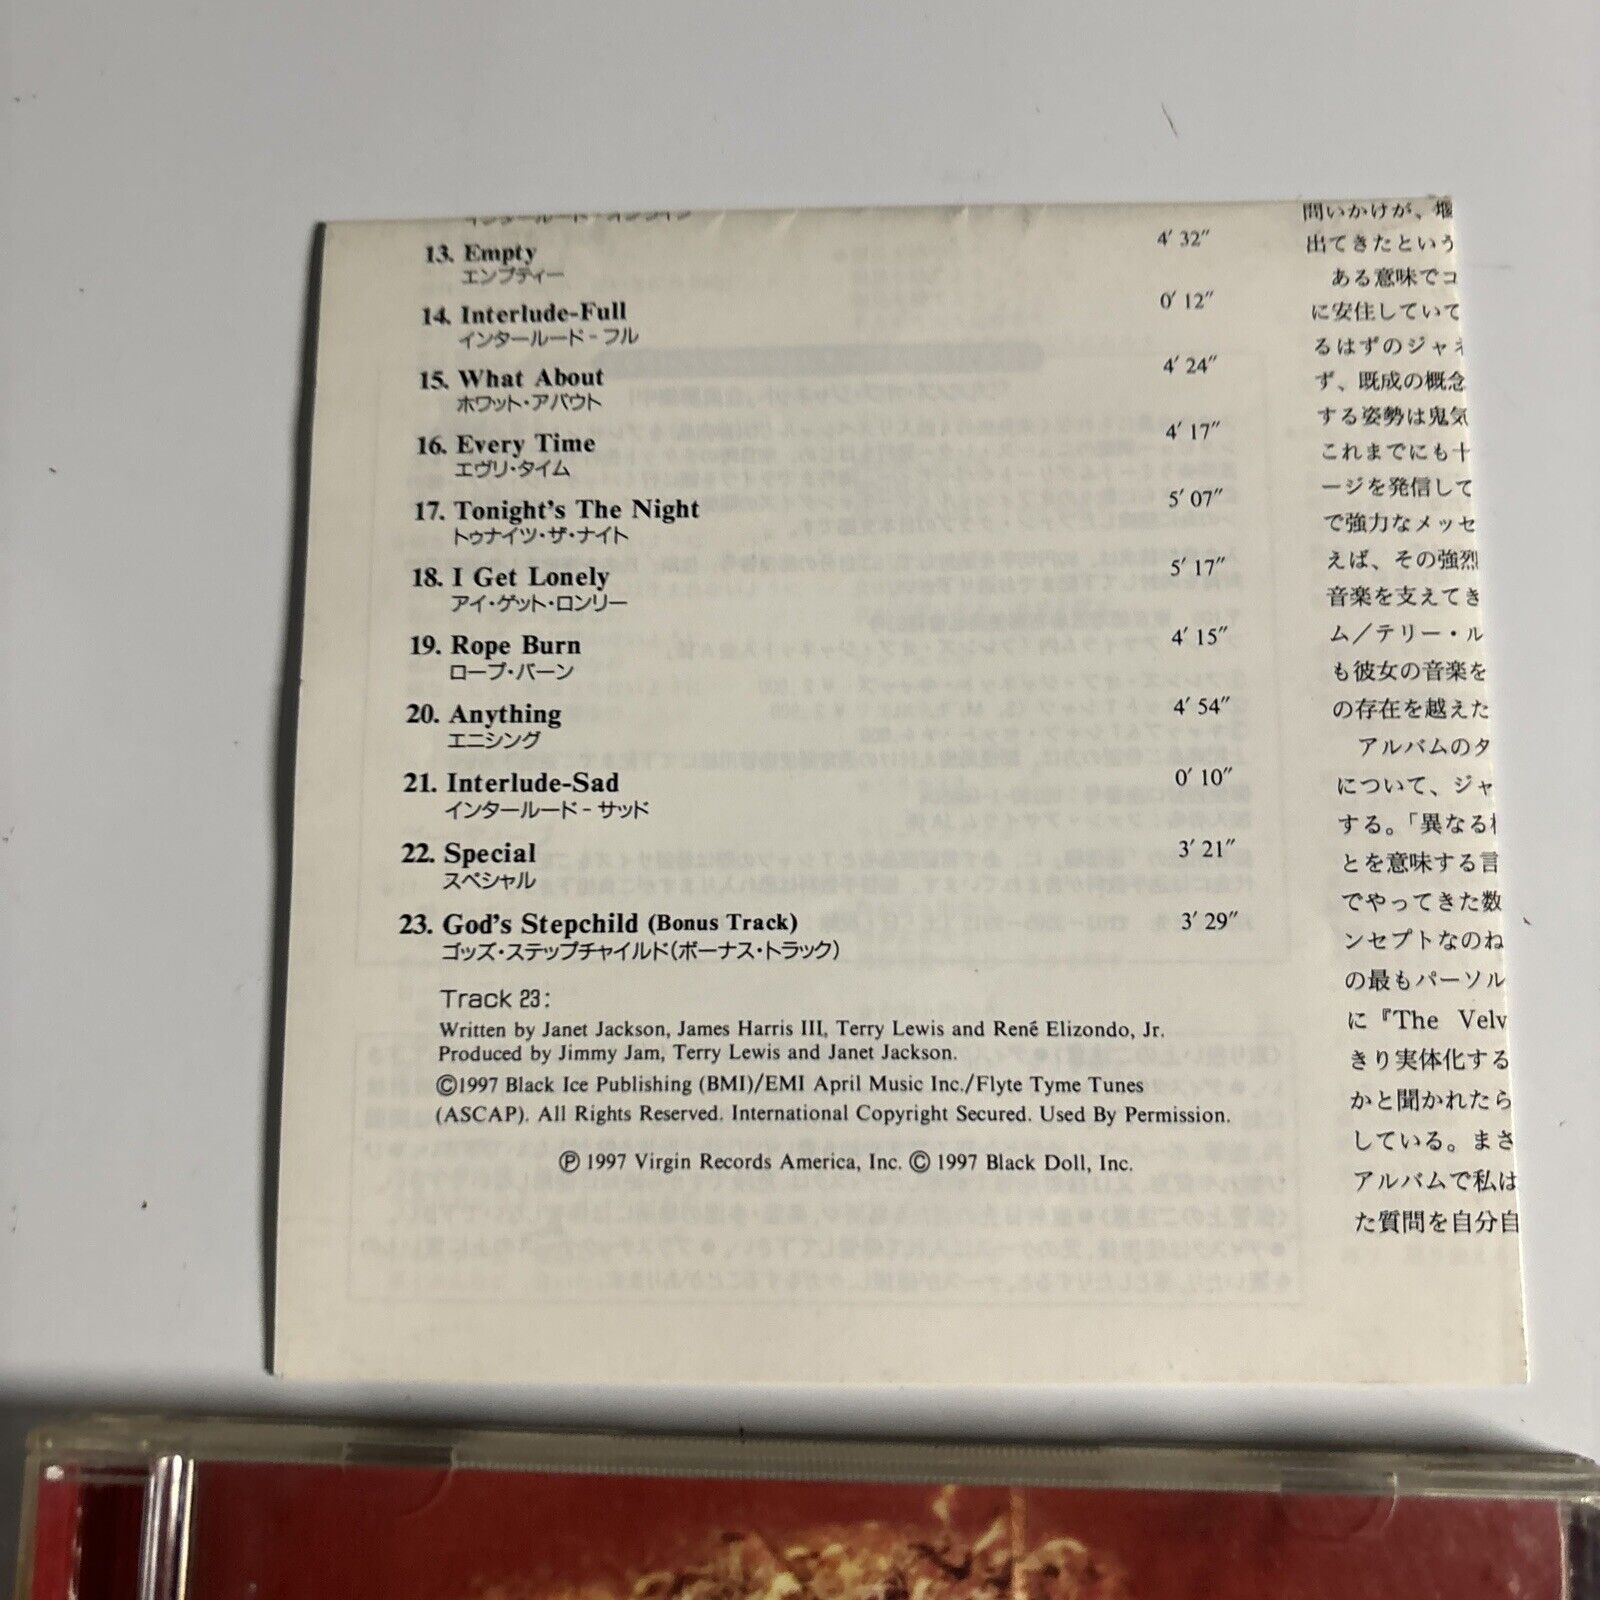 13. Empty 4′ 32″
エンプティー
14. Interlude-Full 0′ 12″
インタールード－フル
15. What About 4′ 24″
ホワット・アバウト
16. Every Time 4′ 17″
エヴリ・タイム
17. Tonight's The Night 5′ 07″
トゥナイツ・ザ・ナイト
18. I Get Lonely 5′ 17″
アイ・ゲット・ロンリー
19. Rope Burn 4′ 15″
ロープ・バーン
20. Anything 4′ 54″
エニシング
21. Interlude-Sad 0′ 10″
インタールード－サッド
22. Special 3′ 21″
スペシャル
23. God's Stepchild (Bonus Track) 3′ 29″
ゴッズ・ステップチャイルド(ボーナス・トラック)
Track 23:
Written by Janet Jackson, James Harris III, Terry Lewis and René Elizondo, Jr.
Produced by Jimmy Jam, Terry Lewis and Janet Jackson.
©1997 Black Ice Publishing (BMI)/EMI April Music Inc./Flyte Tyme Tunes
(ASCAP). All Rights Reserved. International Copyright Secured. Used By Permission.
℗ 1997 Virgin Records America, Inc. © 1997 Black Doll, Inc.
問いかけが、堰
出てきたという
ある意味でコ
に安住していて
るはずのジャネ
ず、既成の概念
する姿勢は鬼気
これまでにも十
ージを発信して
で強力なメッセ
えば、その強烈
音楽を支えてき
ム／テリー・ル
も彼女の音楽を
の存在を越えた
アルバムのタ
について、ジャ
する。「異なる
とを意味する言
でやってきた数
ンセプトなのね
の最もパーソル
に『The Velv
きり実体化する
かと聞かれたら
している。まさ
アルバムで私は
た質問を自分自